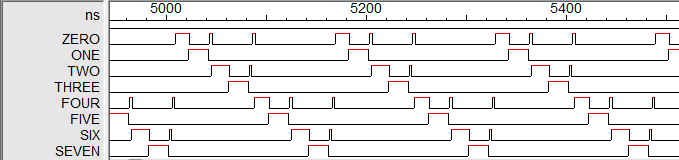 ns 5000 5200 5400
ZERO
ONE
TWO
THREE
FOUR
FIVE
SIX
SEVEN